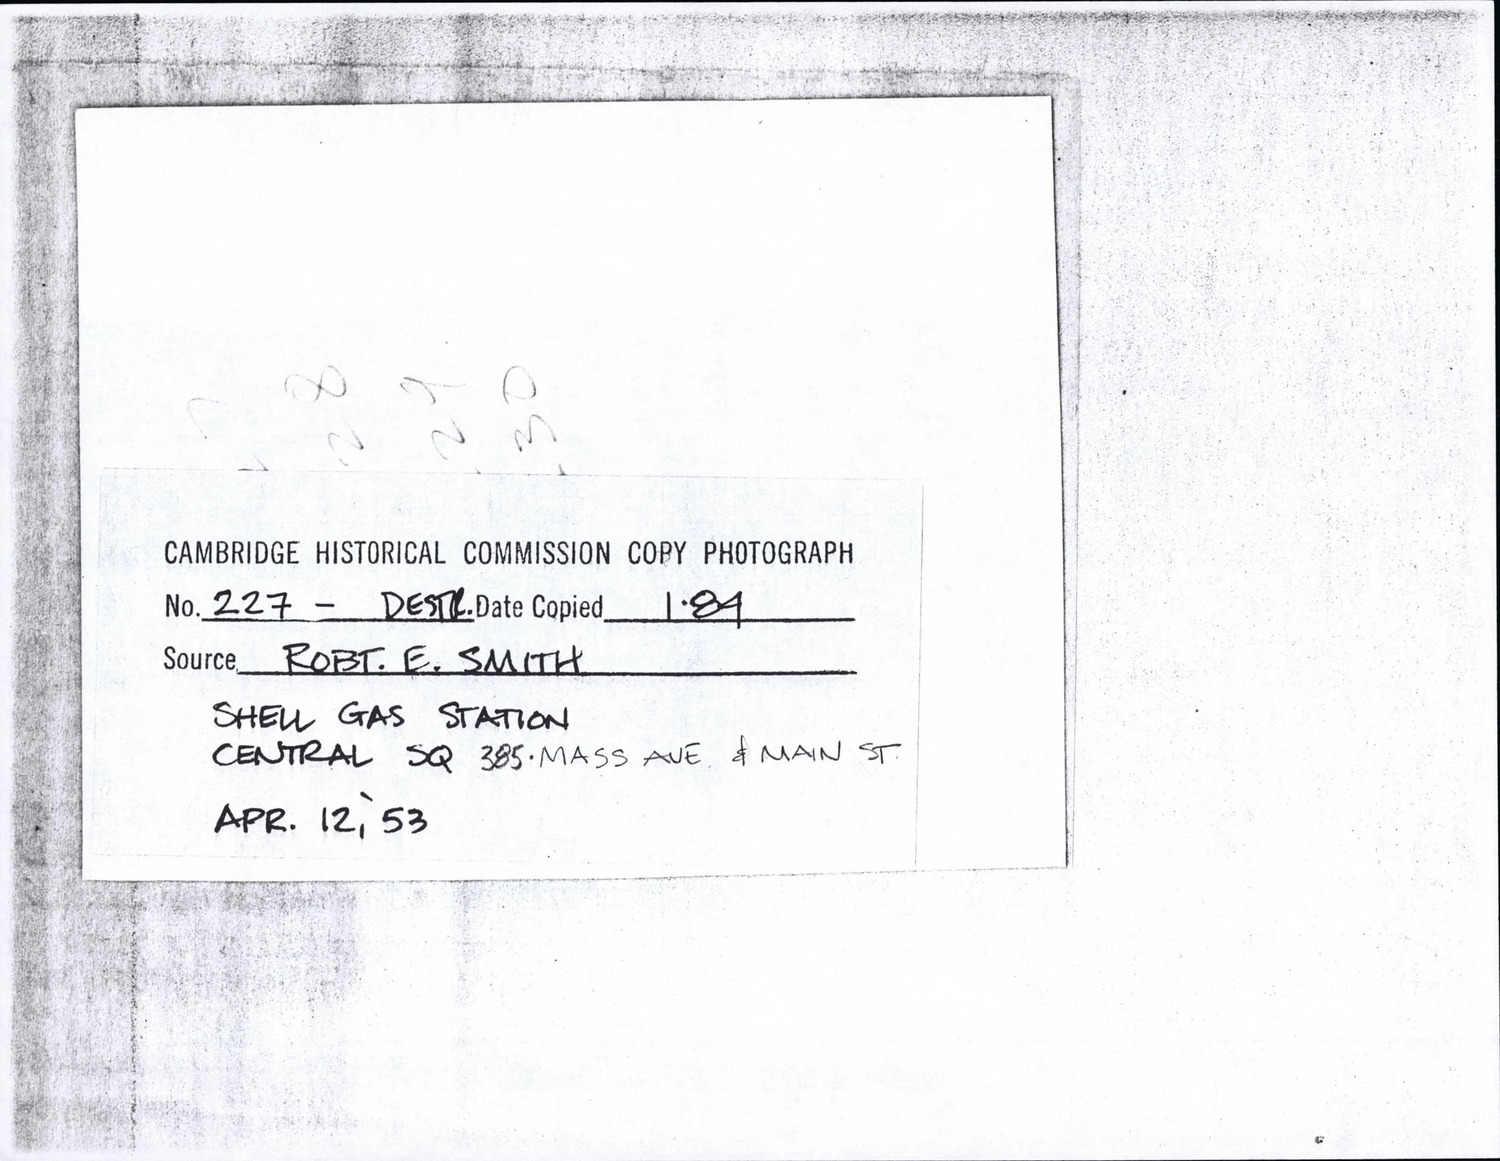 CAMBRIDGE HISTORICAL COMMISSION COPY PHOTOGRAPH
No. 227 - DESTR. Date Copied 1.84
Source ROBT. E. SMITH
SHELL GAS STATION
CENTRAL SQ 385. MASS AVE & MAIN ST.
APR. 12, '53